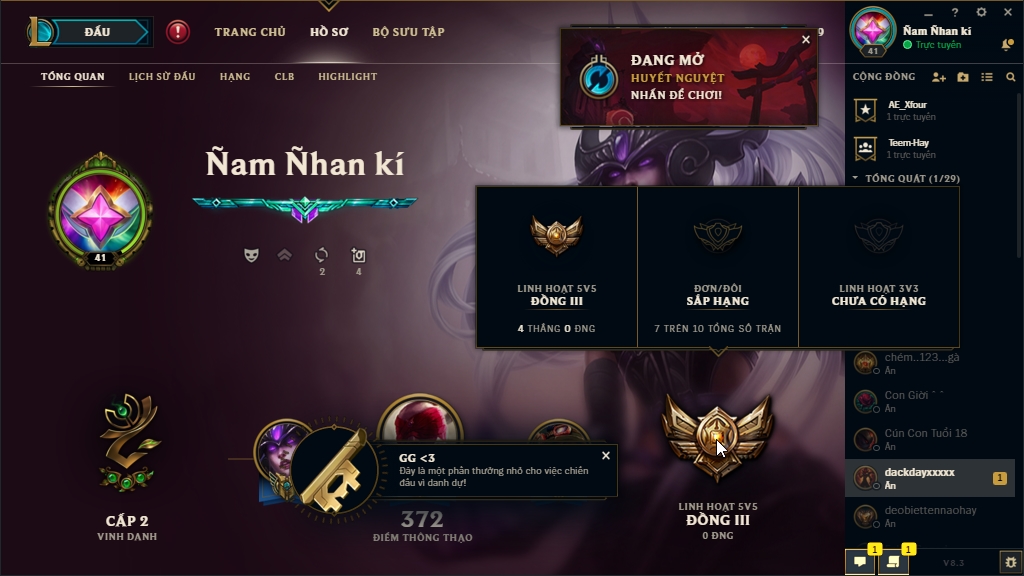 ĐẤU
TRANG CHỦ
HỒ SƠ
BỘ SƯU TẬP
TỔNG QUAN
LỊCH SỬ ĐẤU
HẠNG
CLB
HIGHLIGHT
ĐANG MỞ
HUYẾT NGUYỆT
NHẤN ĐỂ CHƠI!
9
Ñam Ñhan kí
Trực tuyến
41
CỘNG ĐỒNG
AE_Xfour
1 trực tuyến
Teem-Hay
1 trực tuyến
TỔNG QUÁT (1/29)
Ñam Ñhan kí
41
2
4
LINH HOẠT 5V5
ĐỒNG III
4 THẮNG 0 ĐNG
ĐƠN/ĐÔI
SẮP HẠNG
7 TRÊN 10 TỔNG SỐ TRẬN
LINH HOẠT 3V3
CHƯA CÓ HẠNG
chém..123...gà
Ẩn
Con Giời ˆ ˆ
Ẩn
Cún Con Tuổi 18
Ẩn
dackdayxxxxx
Ẩn
1
deobiettennaohay
Ẩn
CẤP 2
VINH DANH
GG <3
Đây là một phần thưởng nhỏ cho việc chiến
đấu vì danh dự!
372
ĐIỂM THÔNG THẠO
LINH HOẠT 5V5
ĐỒNG III
0 ĐNG
1
1
V8.3